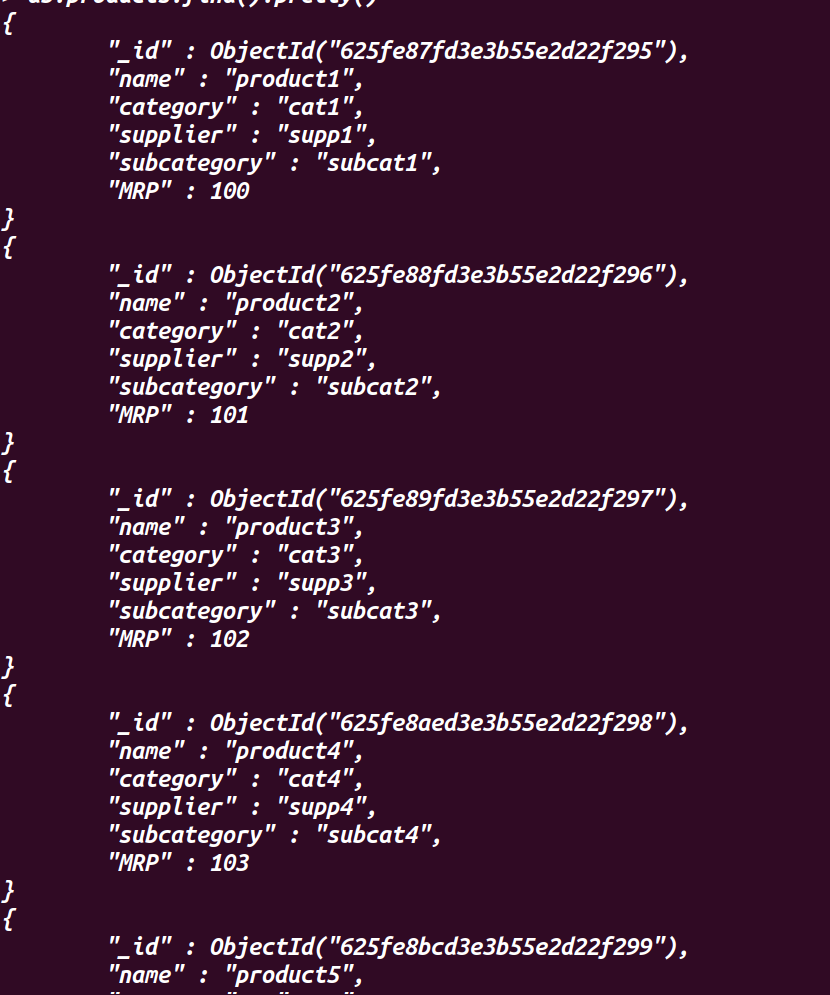 > db.products.find().pretty()
{
"_id" : ObjectId("625fe87fd3e3b55e2d22f295"),
"name" : "product1",
"category" : "cat1",
"supplier" : "supp1",
"subcategory" : "subcat1",
"MRP" : 100
}
{
"_id" : ObjectId("625fe88fd3e3b55e2d22f296"),
"name" : "product2",
"category" : "cat2",
"supplier" : "supp2",
"subcategory" : "subcat2",
"MRP" : 101
}
{
"_id" : ObjectId("625fe89fd3e3b55e2d22f297"),
"name" : "product3",
"category" : "cat3",
"supplier" : "supp3",
"subcategory" : "subcat3",
"MRP" : 102
}
{
"_id" : ObjectId("625fe8aed3e3b55e2d22f298"),
"name" : "product4",
"category" : "cat4",
"supplier" : "supp4",
"subcategory" : "subcat4",
"MRP" : 103
}
{
"_id" : ObjectId("625fe8bcd3e3b55e2d22f299"),
"name" : "product5",